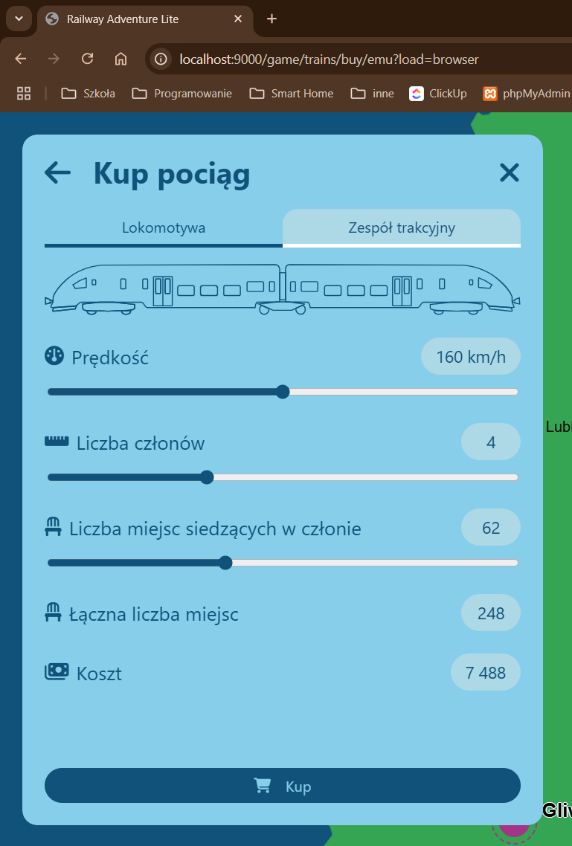 Railway Adventure Lite
localhost:9000/game/trains/buy/emu?load=browser
Szkoła Programowanie Smart Home inne ClickUp phpMyAdmin
Kup pociąg
Lokomotywa Zespół trakcyjny
Prędkość 160 km/h
Liczba członów 4
Liczba miejsc siedzących w członie 62
Łączna liczba miejsc 248
Koszt 7 488
Kup